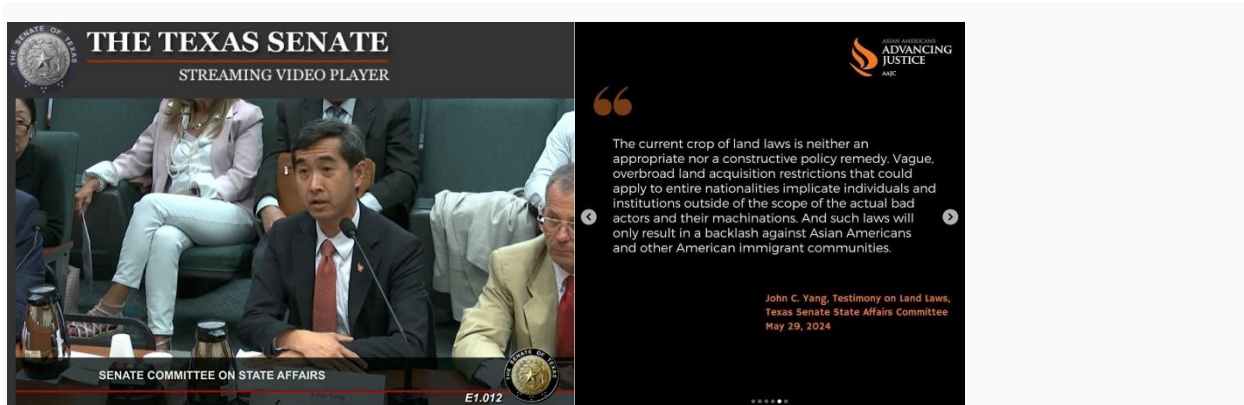 THE TEXAS SENATE
STREAMING VIDEO PLAYER
SENATE COMMITTEE ON STATE AFFAIRS
E1.012
ASIAN AMERICANS
ADVANCING
JUSTICE
AAJC
The current crop of land laws is neither an
appropriate nor a constructive policy remedy. Vague,
overbroad land acquisition restrictions that could
apply to entire nationalities implicate individuals and
institutions outside of the scope of the actual bad
actors and their machinations. And such laws will
only result in a backlash against Asian Americans
and other American immigrant communities.
John C. Yang, Testimony on Land Laws,
Texas Senate State Affairs Committee
May 29, 2024